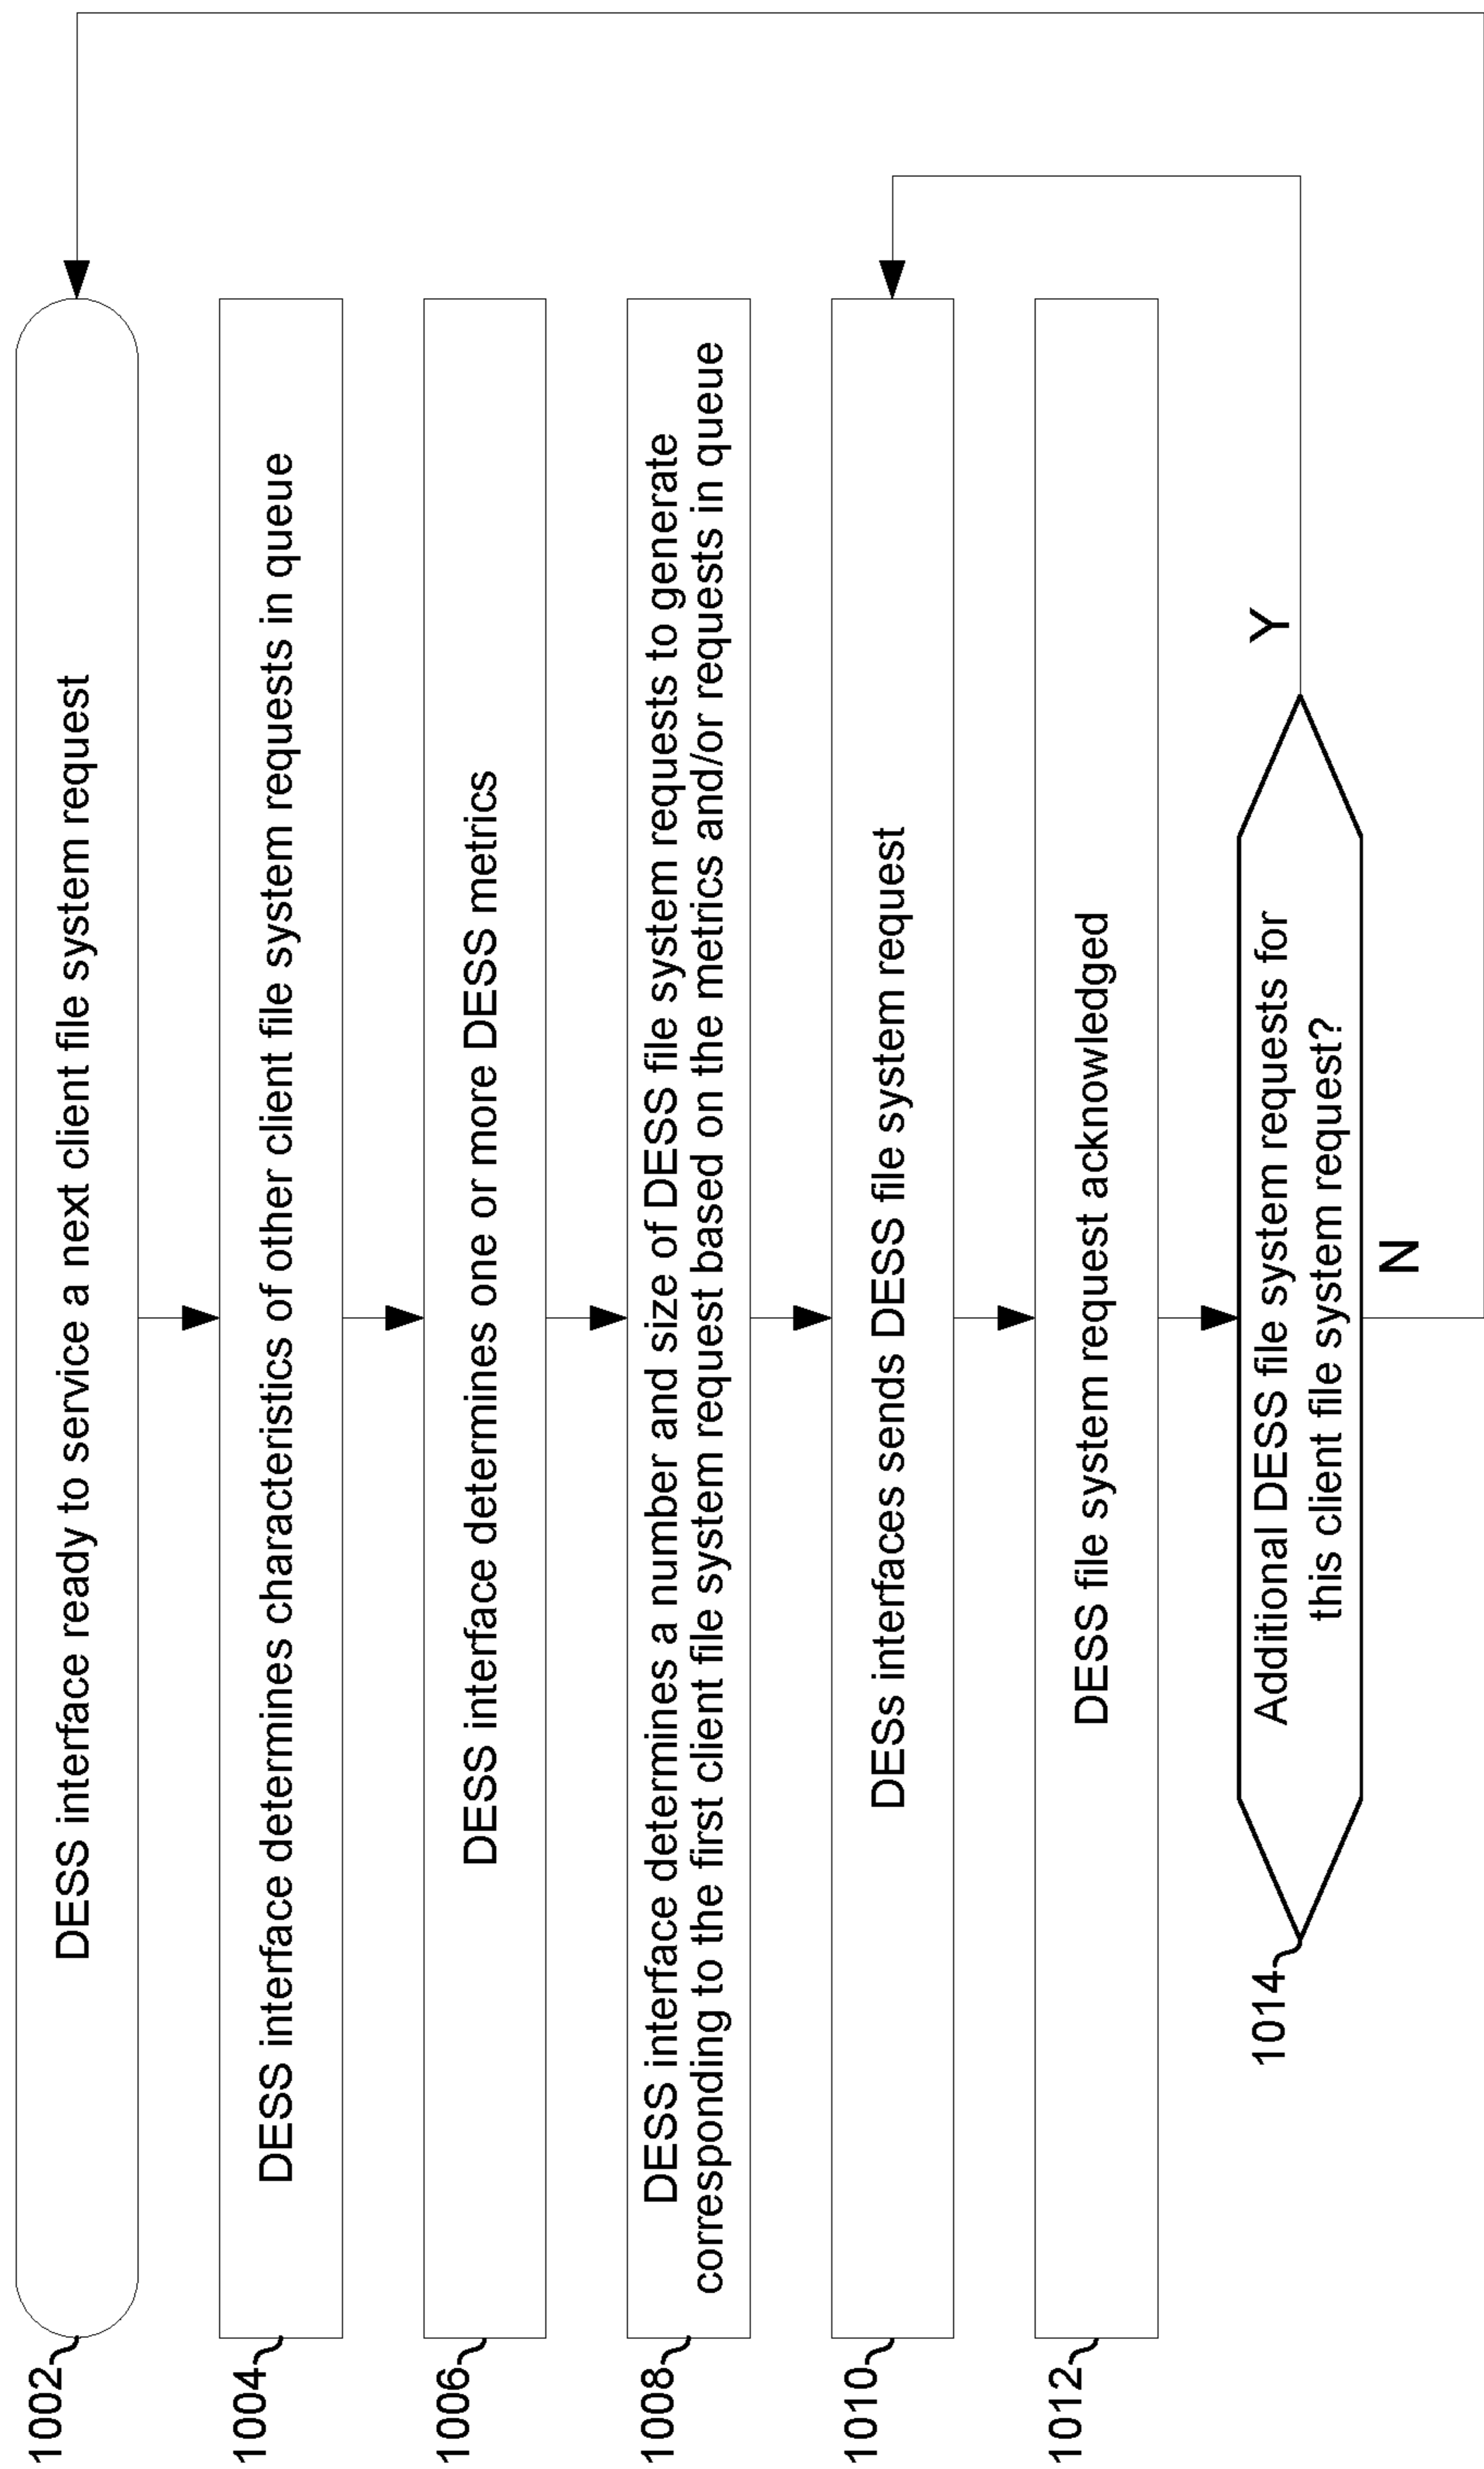 1002
DESS interface ready to service a next client file system request
1004
DESS interface determines characteristics of other client file system requests in queue
1006
DESS interface determines one or more DESS metrics
1008
DESS interface determines a number and size of DESS file system requests to generate
corresponding to the first client file system request based on the metrics and/or requests in queue
1010
DESs interfaces sends DESS file system request
1012
DESS file system request acknowledged
1014
Additional DESS file system requests for
this client file system request?
Y
N